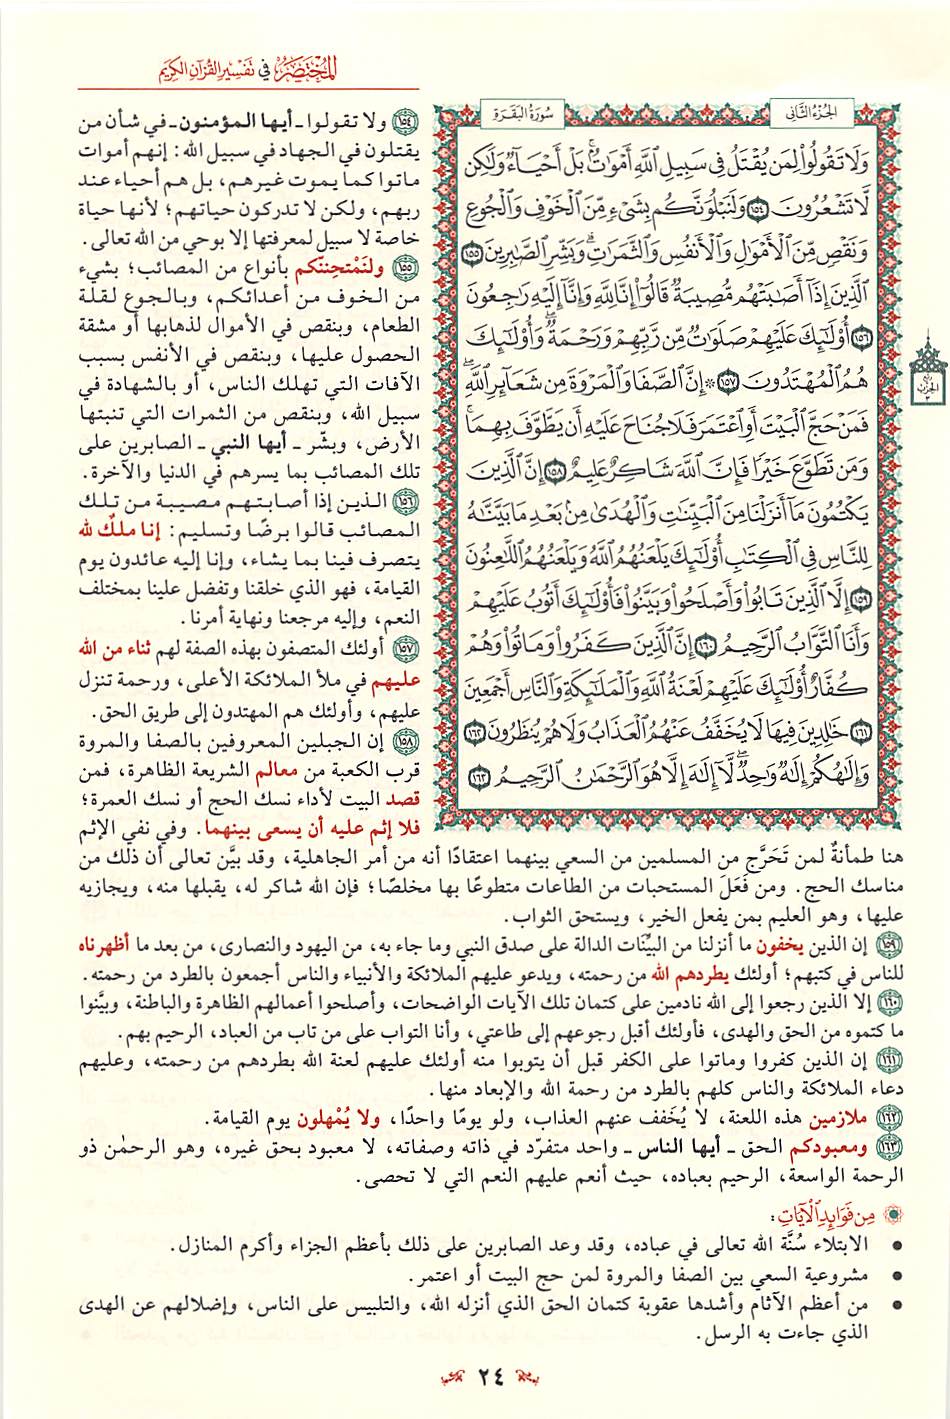 المُخْتَصَرُ فِي تَفْسِيرِ القُرْآنِ الكَرِيمِ
الجُزْءُ الثَّانِي
سُورَةُ البَقَرَةِ
وَلَا تَقُولُواْ لِمَن يُقْتَلُ فِي سَبِيلِ ٱللَّهِ أَمْوَٰتُۢۚ بَلْ أَحْيَآءٞ وَلَٰكِن
لَّا تَشْعُرُونَ ١٥٤ وَلَنَبْلُوَنَّكُم بِشَيْءٖ مِّنَ ٱلْخَوْفِ وَٱلْجُوعِ
وَنَقْصٖ مِّنَ ٱلْأَمْوَٰلِ وَٱلْأَنفُسِ وَٱلثَّمَرَٰتِۗ وَبَشِّرِ ٱلصَّٰبِرِينَ ١٥٥
ٱلَّذِينَ إِذَآ أَصَٰبَتْهُم مُّصِيبَةٞ قَالُوٓاْ إِنَّا لِلَّهِ وَإِنَّآ إِلَيْهِ رَٰجِعُونَ
١٥٦ أُوْلَٰٓئِكَ عَلَيْهِمْ صَلَوَٰتٞ مِّن رَّبِّهِمْ وَرَحْمَةٞۖ وَأُوْلَٰٓئِكَ
هُمُ ٱلْمُهْتَدُونَ ١٥٧ ۞ إِنَّ ٱلصَّفَا وَٱلْمَرْوَةَ مِن شَعَآئِرِ ٱللَّهِۖ
فَمَنْ حَجَّ ٱلْبَيْتَ أَوِ ٱعْتَمَرَ فَلَا جُنَاحَ عَلَيْهِ أَن يَطَّوَّفَ بِهِمَاۚ
وَمَن تَطَوَّعَ خَيْرٗا فَإِنَّ ٱللَّهَ شَاكِرٌ عَلِيمٌ ١٥٨ إِنَّ ٱلَّذِينَ
يَكْتُمُونَ مَآ أَنزَلْنَا مِنَ ٱلْبَيِّنَٰتِ وَٱلْهُدَىٰ مِنۢ بَعْدِ مَا بَيَّنَّٰهُ
لِلنَّاسِ فِي ٱلْكِتَٰبِ أُوْلَٰٓئِكَ يَلْعَنُهُمُ ٱللَّهُ وَيَلْعَنُهُمُ ٱللَّٰعِنُونَ
١٥٩ إِلَّا ٱلَّذِينَ تَابُواْ وَأَصْلَحُواْ وَبَيَّنُواْ فَأُوْلَٰٓئِكَ أَتُوبُ عَلَيْهِمْ
وَأَنَا ٱلتَّوَّابُ ٱلرَّحِيمُ ١٦٠ إِنَّ ٱلَّذِينَ كَفَرُواْ وَمَاتُواْ وَهُمْ
كُفَّارٌ أُوْلَٰٓئِكَ عَلَيْهِمْ لَعْنَةُ ٱللَّهِ وَٱلْمَلَٰٓئِكَةِ وَٱلنَّاسِ أَجْمَعِينَ
١٦١ خَٰلِدِينَ فِيهَا لَا يُخَفَّفُ عَنْهُمُ ٱلْعَذَابُ وَلَا هُمْ يُنظَرُونَ ١٦٢
وَإِلَٰهُكُمْ إِلَٰهٞ وَٰحِدٞۖ لَّآ إِلَٰهَ إِلَّا هُوَ ٱلرَّحْمَٰنُ ٱلرَّحِيمُ ١٦٣
١٥٤ ولا تقولوا ـ أيها المؤمنون ـ في شأن من
يقتلون في الجهاد في سبيل الله: إنهم أموات
ماتوا كما يموت غيرهم، بل هم أحياء عند
ربهم، ولكن لا تدركون حياتهم؛ لأنها حياة
خاصة لا سبيل لمعرفتها إلا بوحي من الله تعالى.
١٥٥ ولنَمْتحِننّكم بأنواع من المصائب؛ بشيء
من الخوف من أعدائكم، وبالجوع لقلة
الطعام، وبنقص في الأموال لذهابها أو مشقة
الحصول عليها، وبنقص في الأنفس بسبب
الآفات التي تهلك الناس، أو بالشهادة في
سبيل الله، وبنقص من الثمرات التي تنبتها
الأرض، وبشّر ـ أيها النبي ـ الصابرين على
تلك المصائب بما يسرهم في الدنيا والآخرة.
١٥٦ الذين إذا أصابتهم مصيبة من تلك
المصائب قالوا برضًا وتسليم: إنا ملكٌ لله
يتصرف فينا بما يشاء، وإنا إليه عائدون يوم
القيامة، فهو الذي خلقنا وتفضل علينا بمختلف
النعم، وإليه مرجعنا ونهاية أمرنا.
١٥٧ أولئك المتصفون بهذه الصفة لهم ثناء من الله
عليهم في ملأ الملائكة الأعلى، ورحمة تنزل
عليهم، وأولئك هم المهتدون إلى طريق الحق.
١٥٨ إن الجبلين المعروفين بالصفا والمروة
قرب الكعبة من معالم الشريعة الظاهرة، فمن
قصد البيت لأداء نسك الحج أو نسك العمرة؛
فلا إثم عليه أن يسعى بينهما. وفي نفي الإثم
هنا طمأنةٌ لمن تَحَرَّج من المسلمين من السعي بينهما اعتقادًا أنه من أمر الجاهلية، وقد بيَّن تعالى أن ذلك من
مناسك الحج. ومن فَعَلَ المستحبات من الطاعات متطوعًا بها مخلصًا؛ فإن الله شاكر له، يقبلها منه، ويجازيه
عليها، وهو العليم بمن يفعل الخير، ويستحق الثواب.
١٥٩ إن الذين يخفون ما أنزلنا من البيِّنات الدالة على صدق النبي وما جاء به، من اليهود والنصارى، من بعد ما أظهرناه
للناس في كتبهم؛ أولئك يطردهم الله من رحمته، ويدعو عليهم الملائكة والأنبياء والناس أجمعون بالطرد من رحمته.
١٦٠ إلا الذين رجعوا إلى الله نادمين على كتمان تلك الآيات الواضحات، وأصلحوا أعمالهم الظاهرة والباطنة، وبيَّنوا
ما كتموه من الحق والهدى، فأولئك أقبل رجوعهم إلى طاعتي، وأنا التواب على من تاب من العباد، الرحيم بهم.
١٦١ إن الذين كفروا وماتوا على الكفر قبل أن يتوبوا منه أولئك عليهم لعنة الله بطردهم من رحمته، وعليهم
دعاء الملائكة والناس كلهم بالطرد من رحمة الله والإبعاد منها.
١٦٢ ملازمين هذه اللعنة، لا يُخَفف عنهم العذاب، ولو يومًا واحدًا، ولا يُمْهلون يوم القيامة.
١٦٣ ومعبودكم الحق ـ أيها الناس ـ واحد متفرّد في ذاته وصفاته، لا معبود بحق غيره، وهو الرحمٰن ذو
الرحمة الواسعة، الرحيم بعباده، حيث أنعم عليهم النعم التي لا تحصى.
مِن فَوَائِدِ الآيَاتِ:
• الابتلاء سُنَّة الله تعالى في عباده، وقد وعد الصابرين على ذلك بأعظم الجزاء وأكرم المنازل.
• مشروعية السعي بين الصفا والمروة لمن حج البيت أو اعتمر.
• من أعظم الآثام وأشدها عقوبة كتمان الحق الذي أنزله الله، والتلبيس على الناس، وإضلالهم عن الهدى
الذي جاءت به الرسل.
٢٤